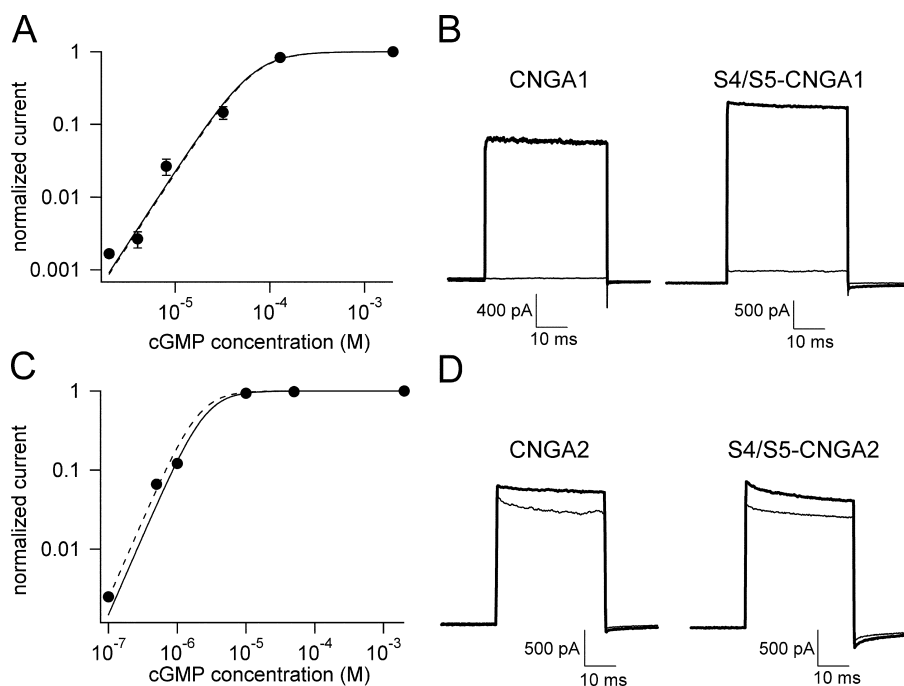 A
normalized current
1
0.1
0.01
0.001
10⁻⁵
10⁻⁴
10⁻³
cGMP concentration (M)
B
CNGA1
S4/S5-CNGA1
400 pA
10 ms
500 pA
10 ms
C
normalized current
1
0.1
0.01
10⁻⁷
10⁻⁶
10⁻⁵
10⁻⁴
10⁻³
cGMP concentration (M)
D
CNGA2
S4/S5-CNGA2
500 pA
10 ms
500 pA
10 ms